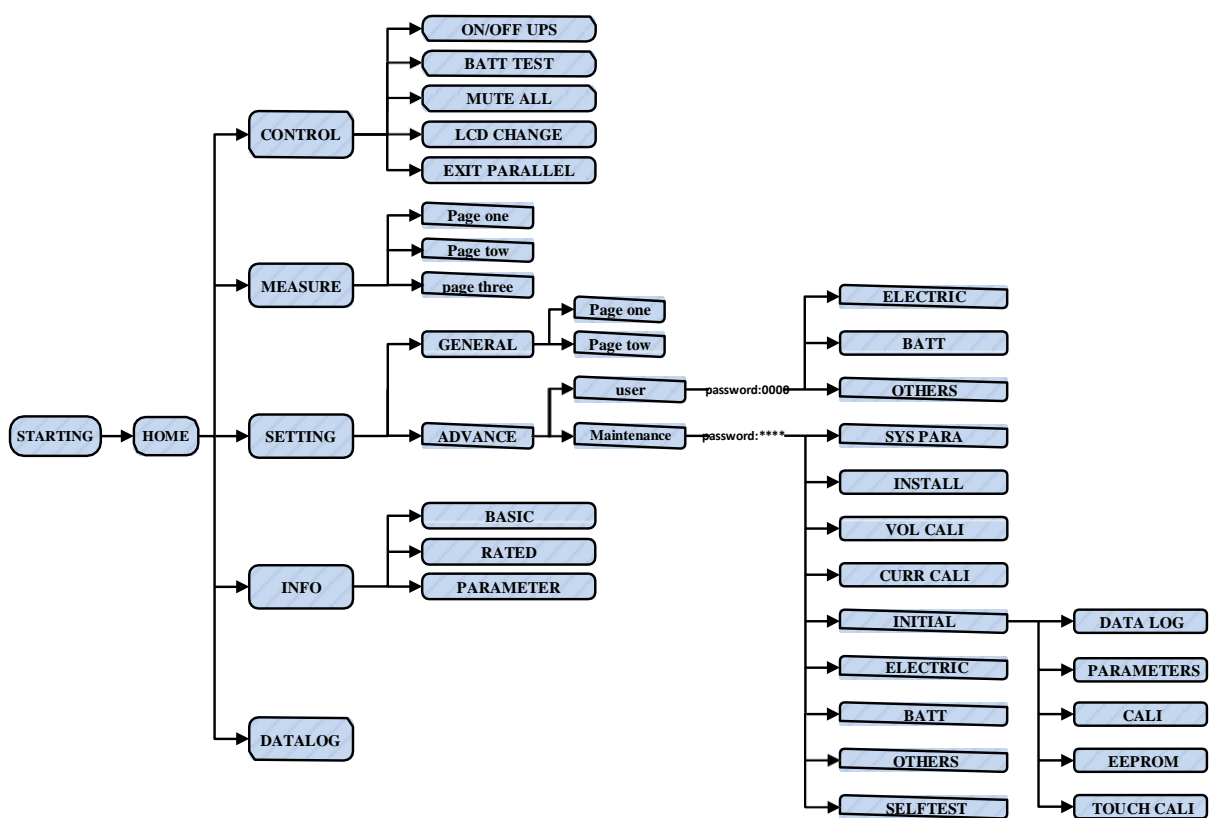 STARTING
HOME
CONTROL
ON/OFF UPS
BATT TEST
MUTE ALL
LCD CHANGE
EXIT PARALLEL
MEASURE
Page one
Page tow
page three
SETTING
GENERAL
Page one
Page tow
ADVANCE
user
password:0000
ELECTRIC
BATT
OTHERS
Maintenance
password:****
SYS PARA
INSTALL
VOL CALI
CURR CALI
INITIAL
DATA LOG
PARAMETERS
CALI
EEPROM
TOUCH CALI
ELECTRIC
BATT
OTHERS
SELFTEST
INFO
BASIC
RATED
PARAMETER
DATALOG